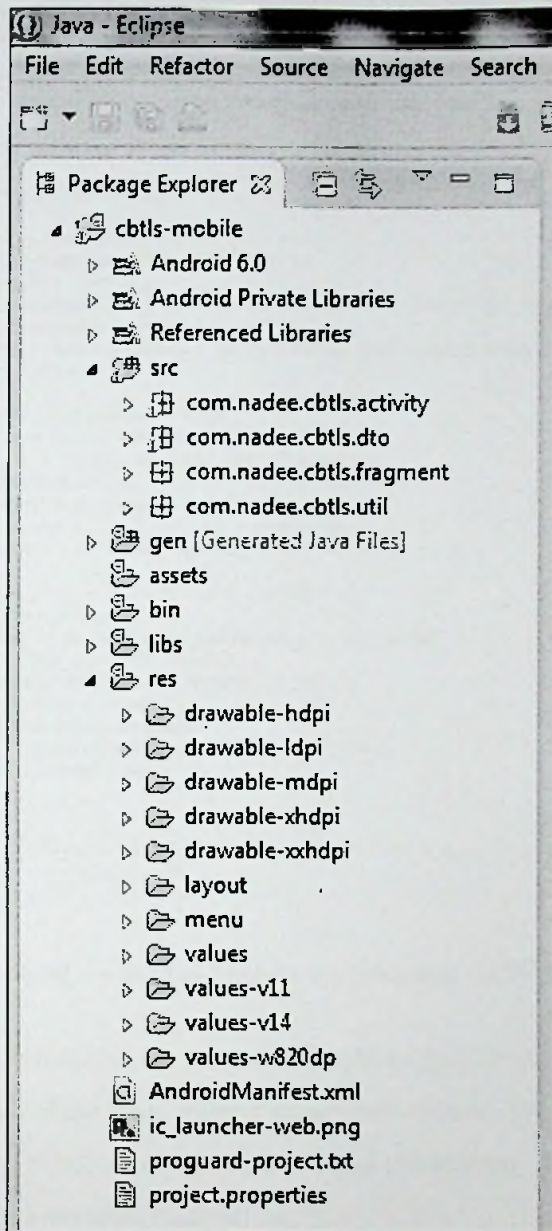 Java - Eclipse
File Edit Refactor Source Navigate Search
Package Explorer
cbtls-mobile
Android 6.0
Android Private Libraries
Referenced Libraries
src
com.nadee.cbtls.activity
com.nadee.cbtls.dto
com.nadee.cbtls.fragment
com.nadee.cbtls.util
gen [Generated Java Files]
assets
bin
libs
res
drawable-hdpi
drawable-ldpi
drawable-mdpi
drawable-xhdpi
drawable-xxhdpi
layout
menu
values
values-v11
values-v14
values-w820dp
AndroidManifest.xml
ic_launcher-web.png
proguard-project.txt
project.properties